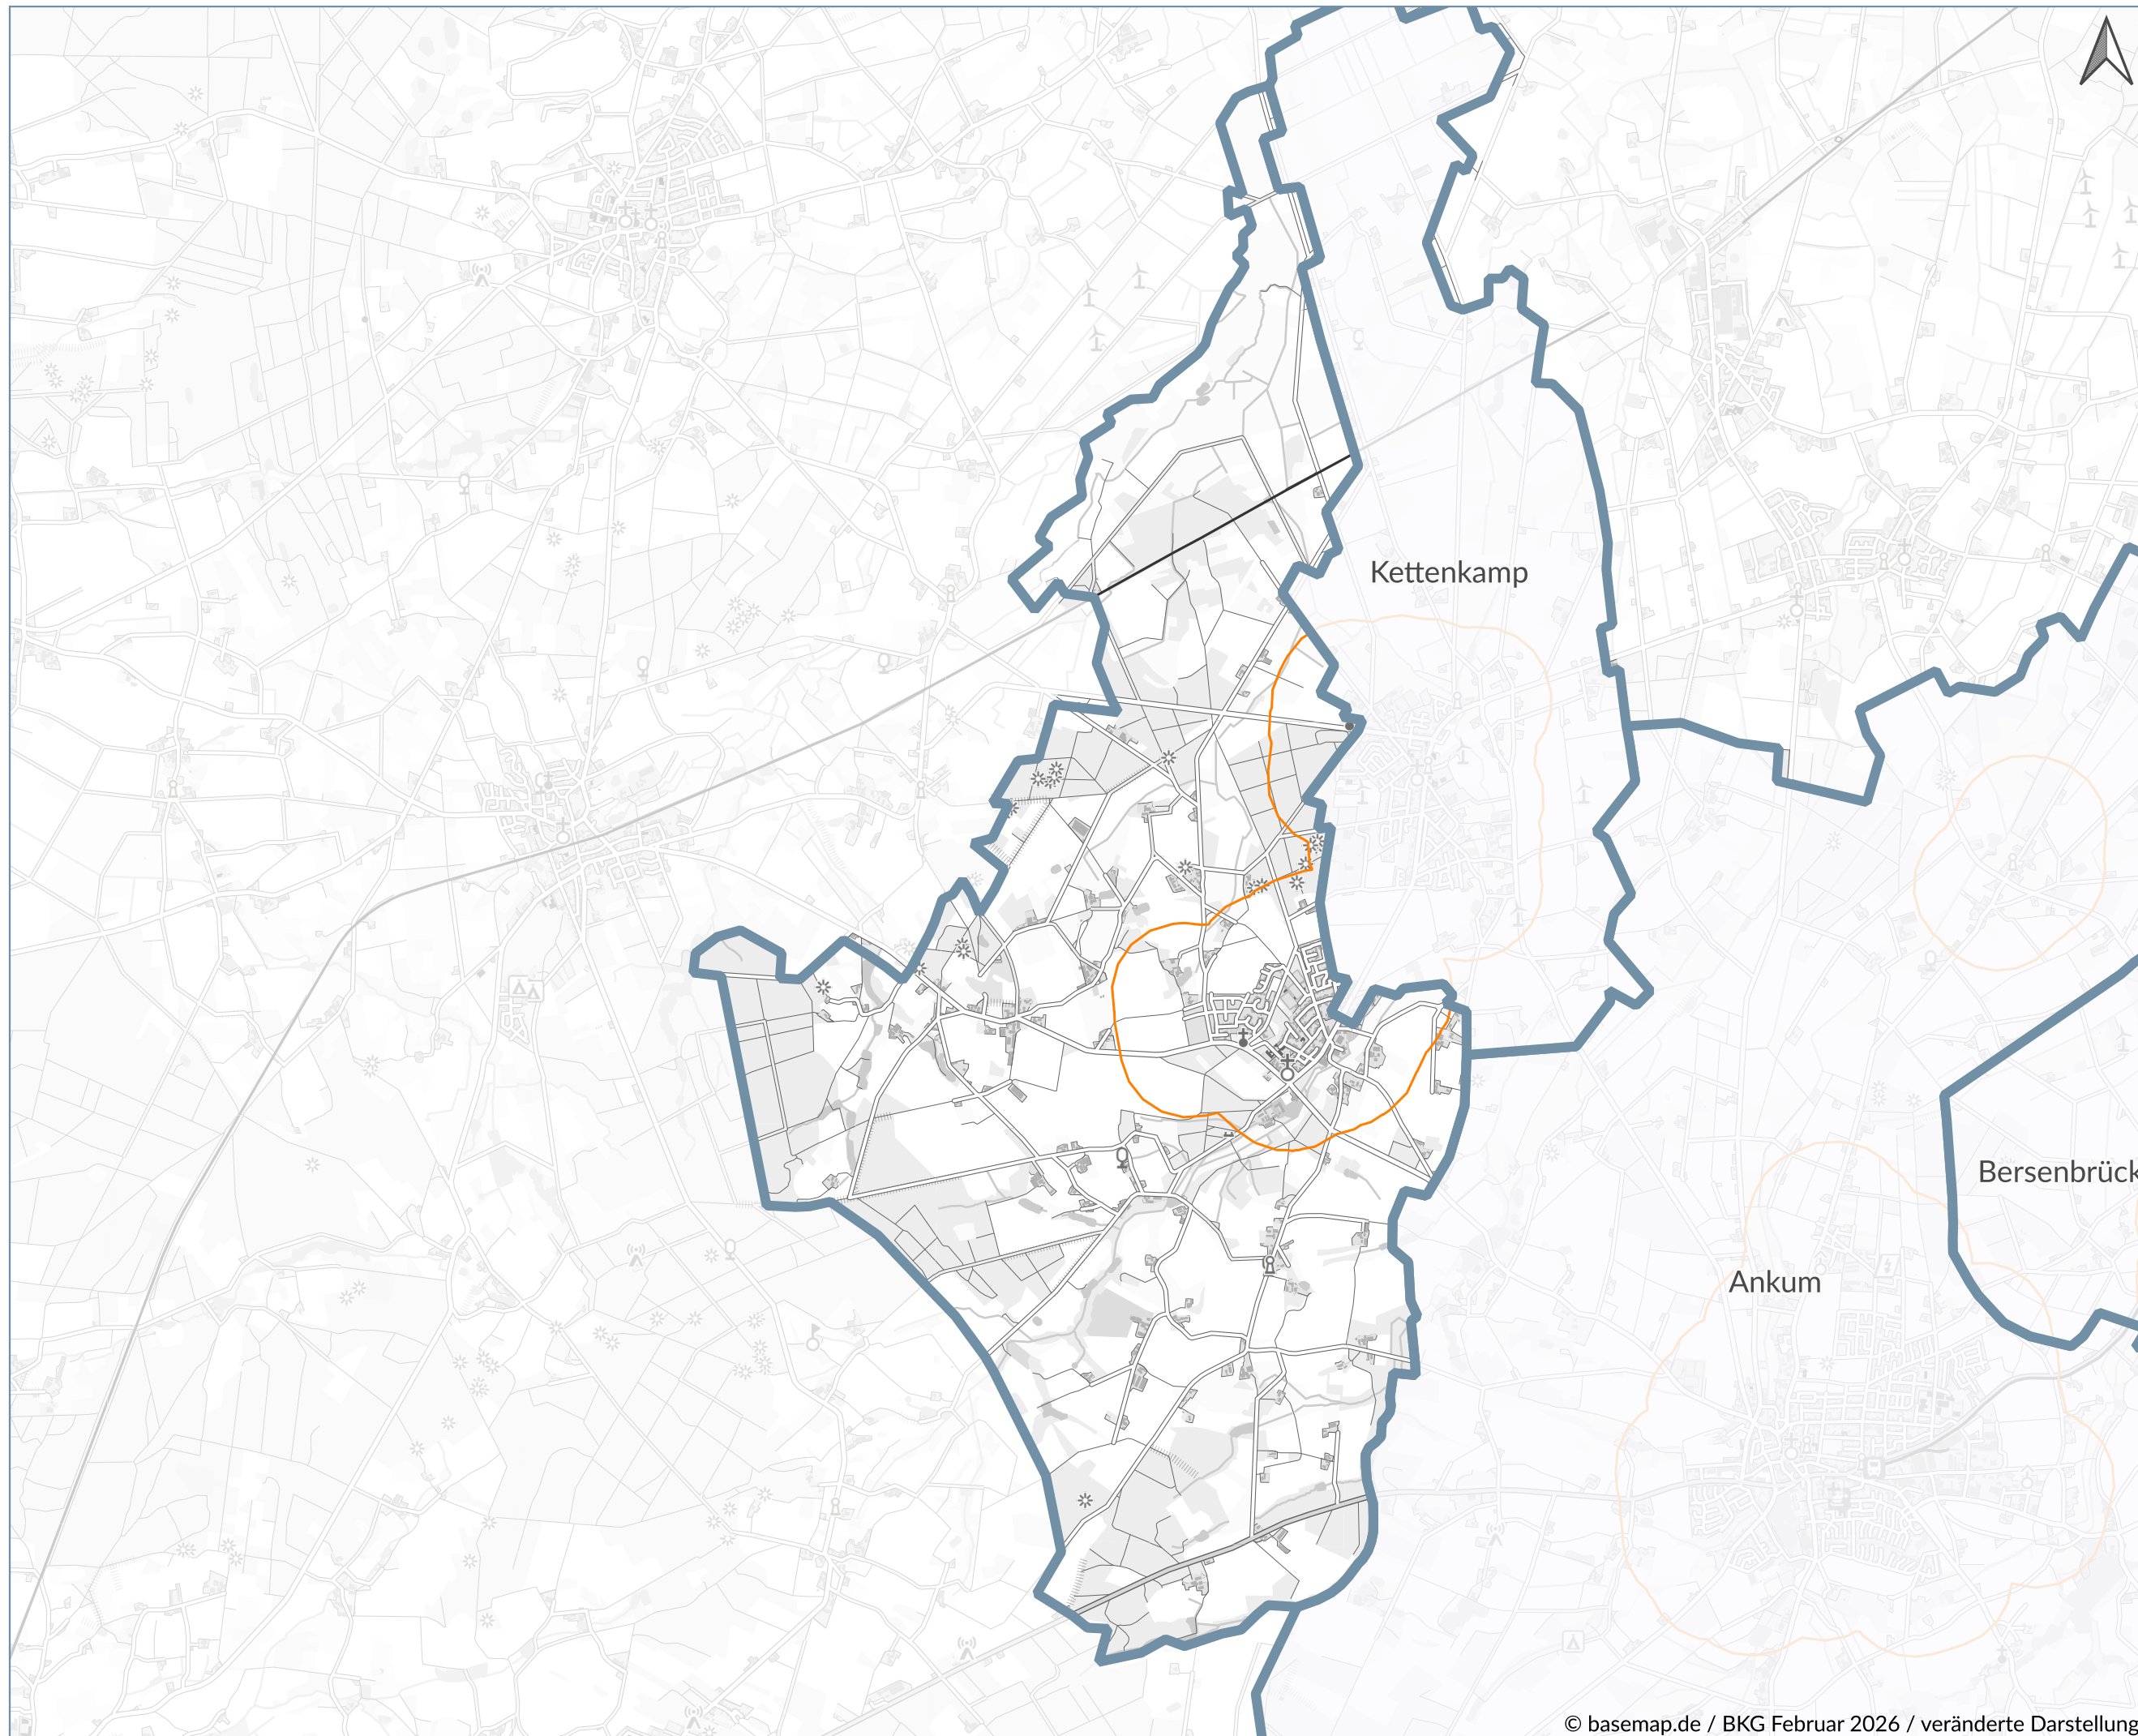 Kettenkamp
Bersenbrück
Ankum
© basemap.de / BKG Februar 2026 / veränderte Darstellung